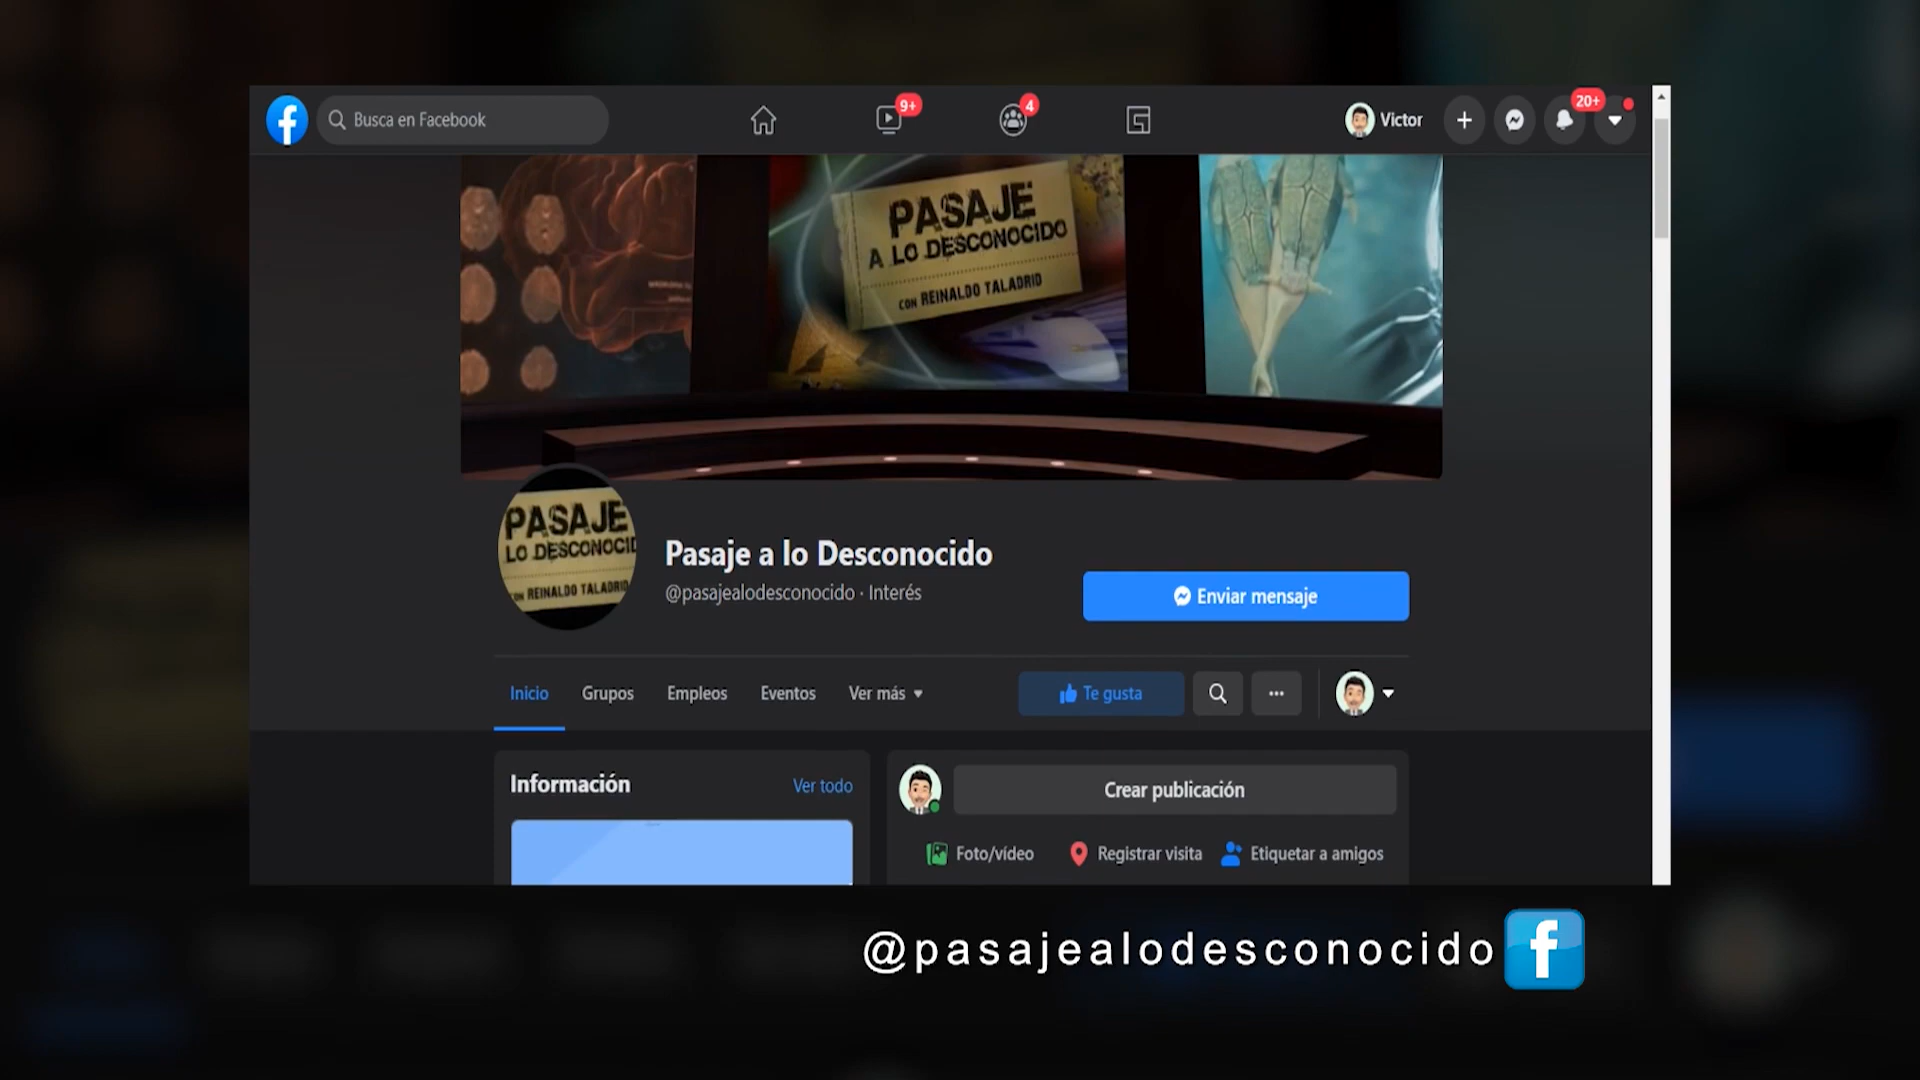 Busca en Facebook
9+
4
Victor
20+
PASAJE
A LO DESCONOCIDO
CON REINALDO TALADRID
PASAJE
LO DESCONOCI
REINALDO TALADRID
Pasaje a lo Desconocido
@pasajealodesconocido · Interés
Enviar mensaje
Inicio Grupos Empleos Eventos Ver más
Te gusta
Información Ver todo
Crear publicación
Foto/vídeo Registrar visita Etiquetar a amigos
@pasajealodesconocido